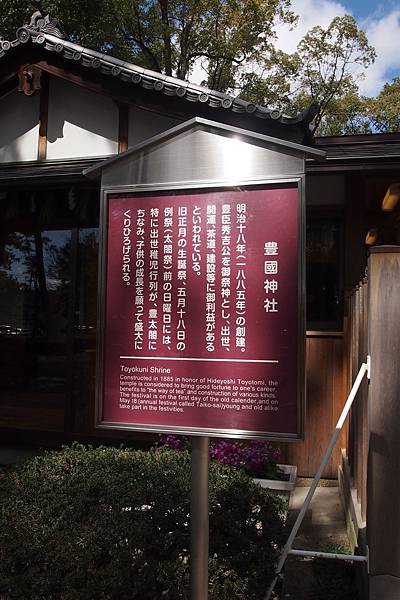 豊國神社
明治十八年（一八八五年）の創建。
豊臣秀吉公を御祭神とし、出世、
開運、茶道、建設等に御利益がある
といわれている。
旧正月の生誕祭、五月十八日の
例祭（太閤祭）前の日曜日には、
特に出世稚児行列が、豊太閤に
ちなみ、子供の成長を願って盛大に
くりひろげられる。
Toyokuni Shrine
Constructed in 1885 in honor of Hideyoshi Toyotomi, the
temple is considered to bring good fortune to one's career,
benefits to "the way of tea" and construction of various kinds.
The festival is on the first day of the old calender, and on
May 18 (annual festival called Taiko-sai)young and old alike
take part in the festivities.